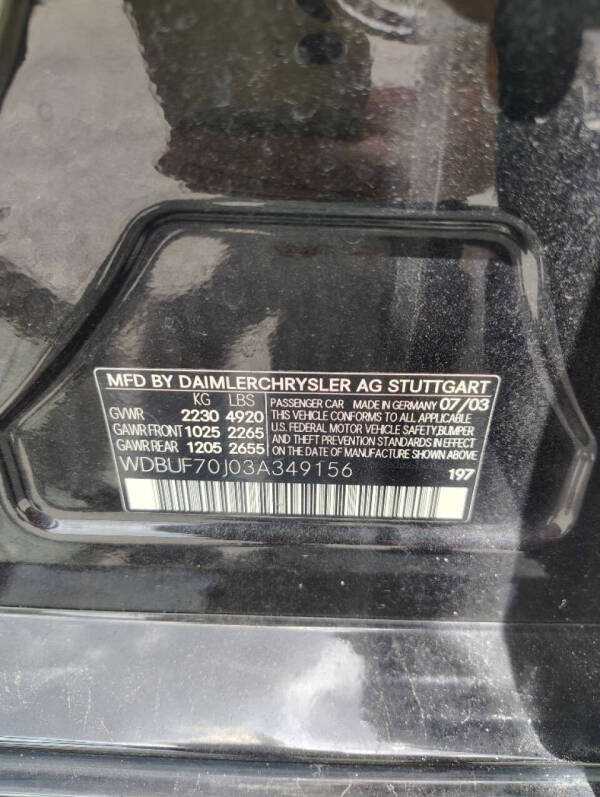 MFD BY DAIMLERCHRYSLER AG STUTTGART
KG LBS
GVWR 2230 4920
GAWR FRONT 1025 2265
GAWR REAR 1205 2655
PASSENGER CAR MADE IN GERMANY 07/03
THIS VEHICLE CONFORMS TO ALL APPLICABLE
U.S. FEDERAL MOTOR VEHICLE SAFETY,BUMPER
AND THEFT PREVENTION STANDARDS IN EFFECT
ON THE DATE OF MANUFACTURE SHOWN ABOVE
WDBUF70J03A349156
197